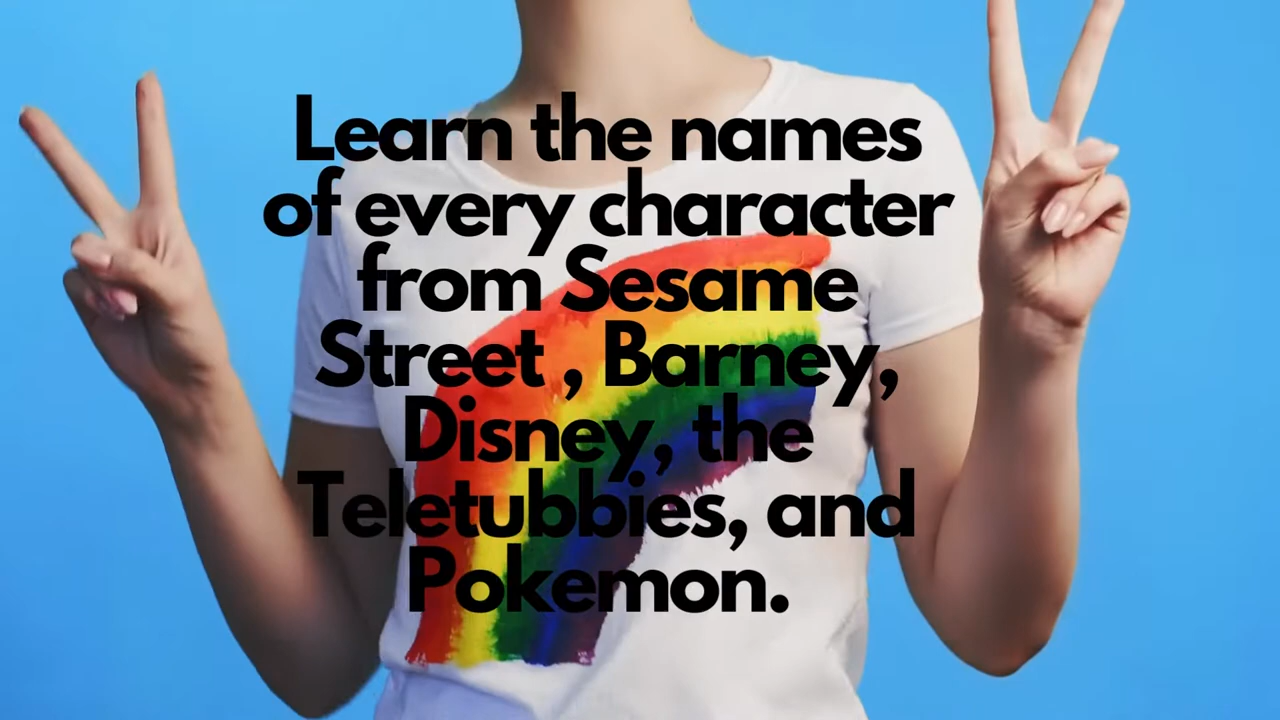 Learn the names
of every character
from Sesame
Street , Barney,
Disney, the
Teletubbies, and
Pokemon.